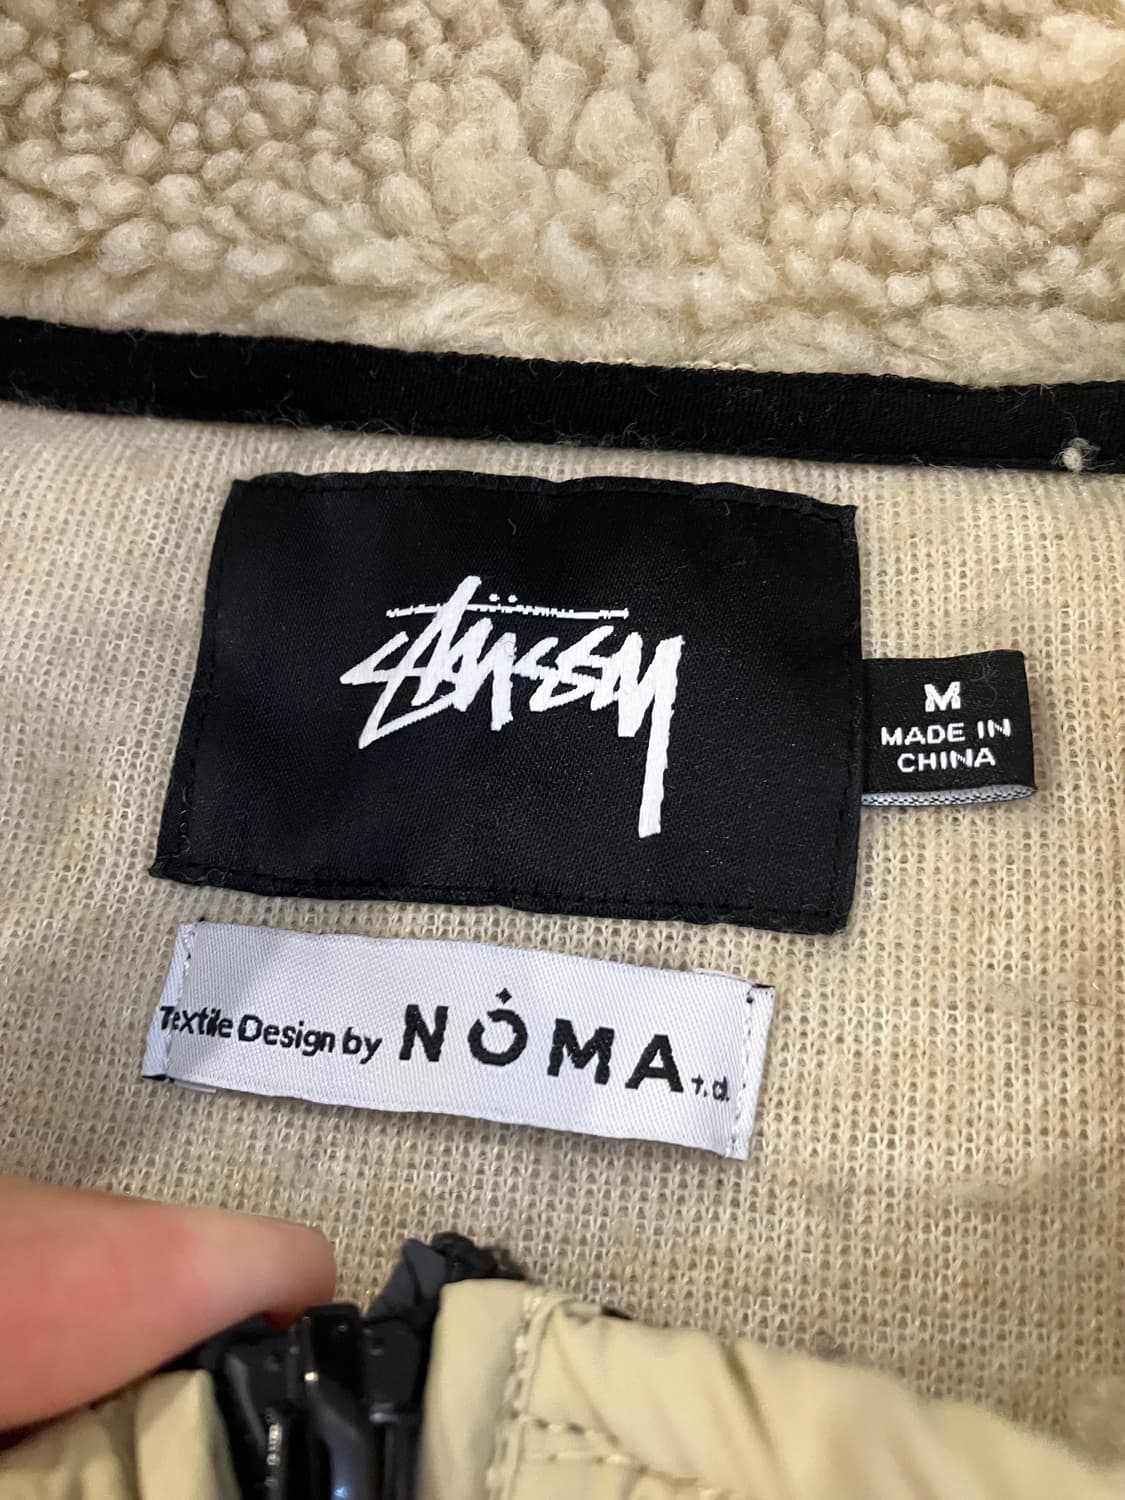 Stüssy
M
MADE IN
CHINA
Textile Design by NOMA t.d.